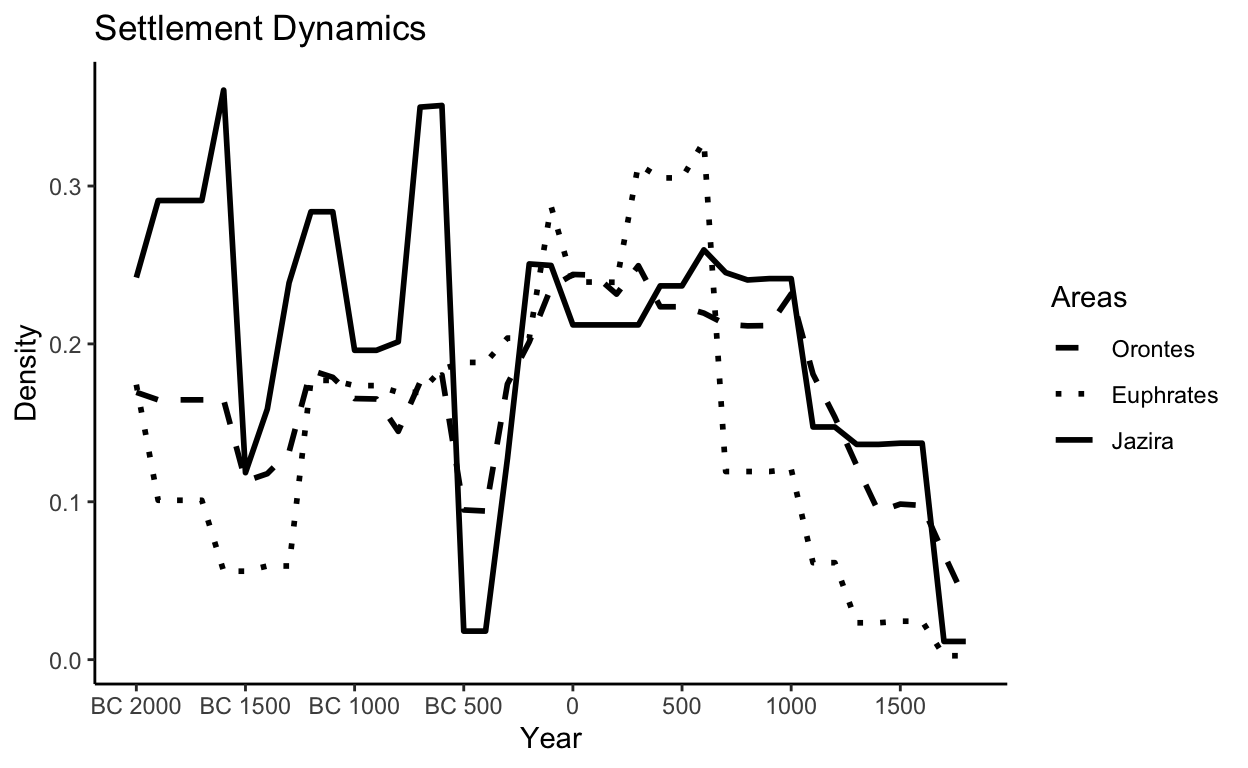 Settlement Dynamics
Density
0.3
0.2
0.1
0.0
BC 2000 BC 1500 BC 1000 BC 500 0 500 1000 1500
Year
Areas
Orontes
Euphrates
Jazira